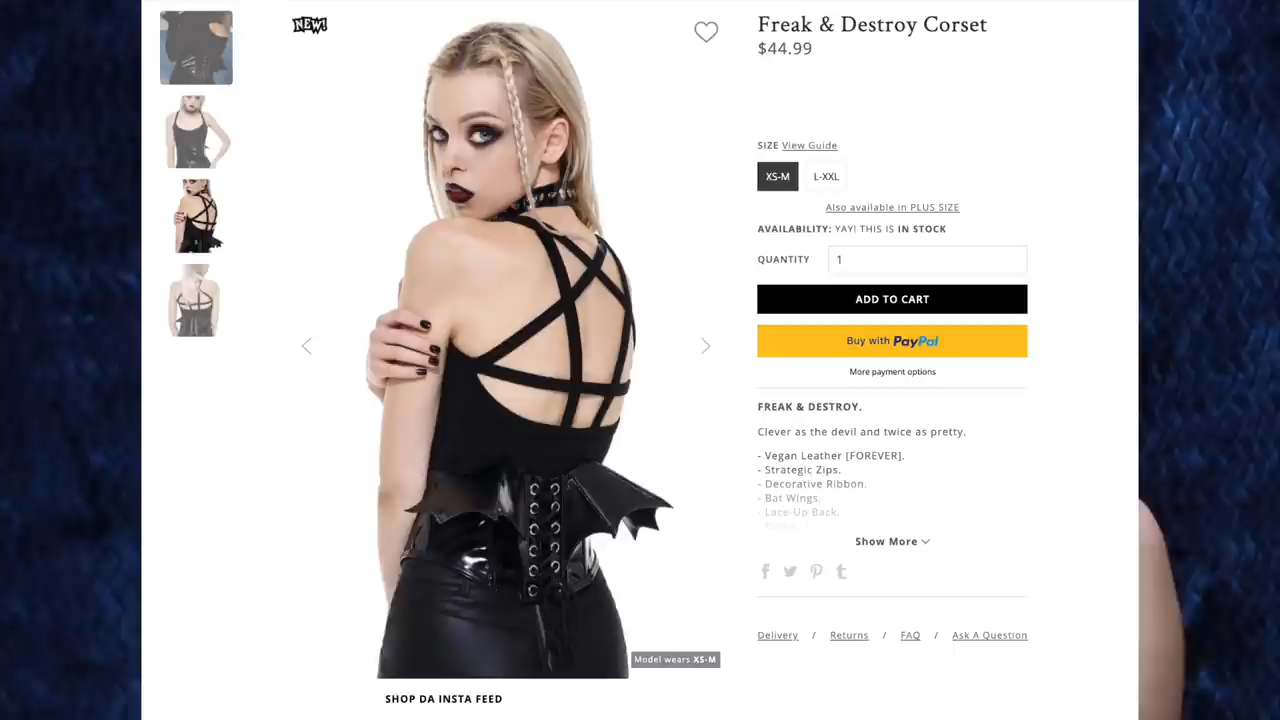 NEW!
Freak & Destroy Corset
$44.99
SIZE View Guide
XS-M
L-XXL
Also available in PLUS SIZE
AVAILABILITY: YAY! THIS IS IN STOCK
QUANTITY
1
ADD TO CART
Buy with PayPal
More payment options
FREAK & DESTROY.
Clever as the devil and twice as pretty.
- Vegan Leather [FOREVER].
- Strategic Zips.
- Decorative Ribbon.
- Bat Wings.
- Lace-Up Back.
Show More
Delivery / Returns / FAQ / Ask A Question
Model wears XS-M
SHOP DA INSTA FEED